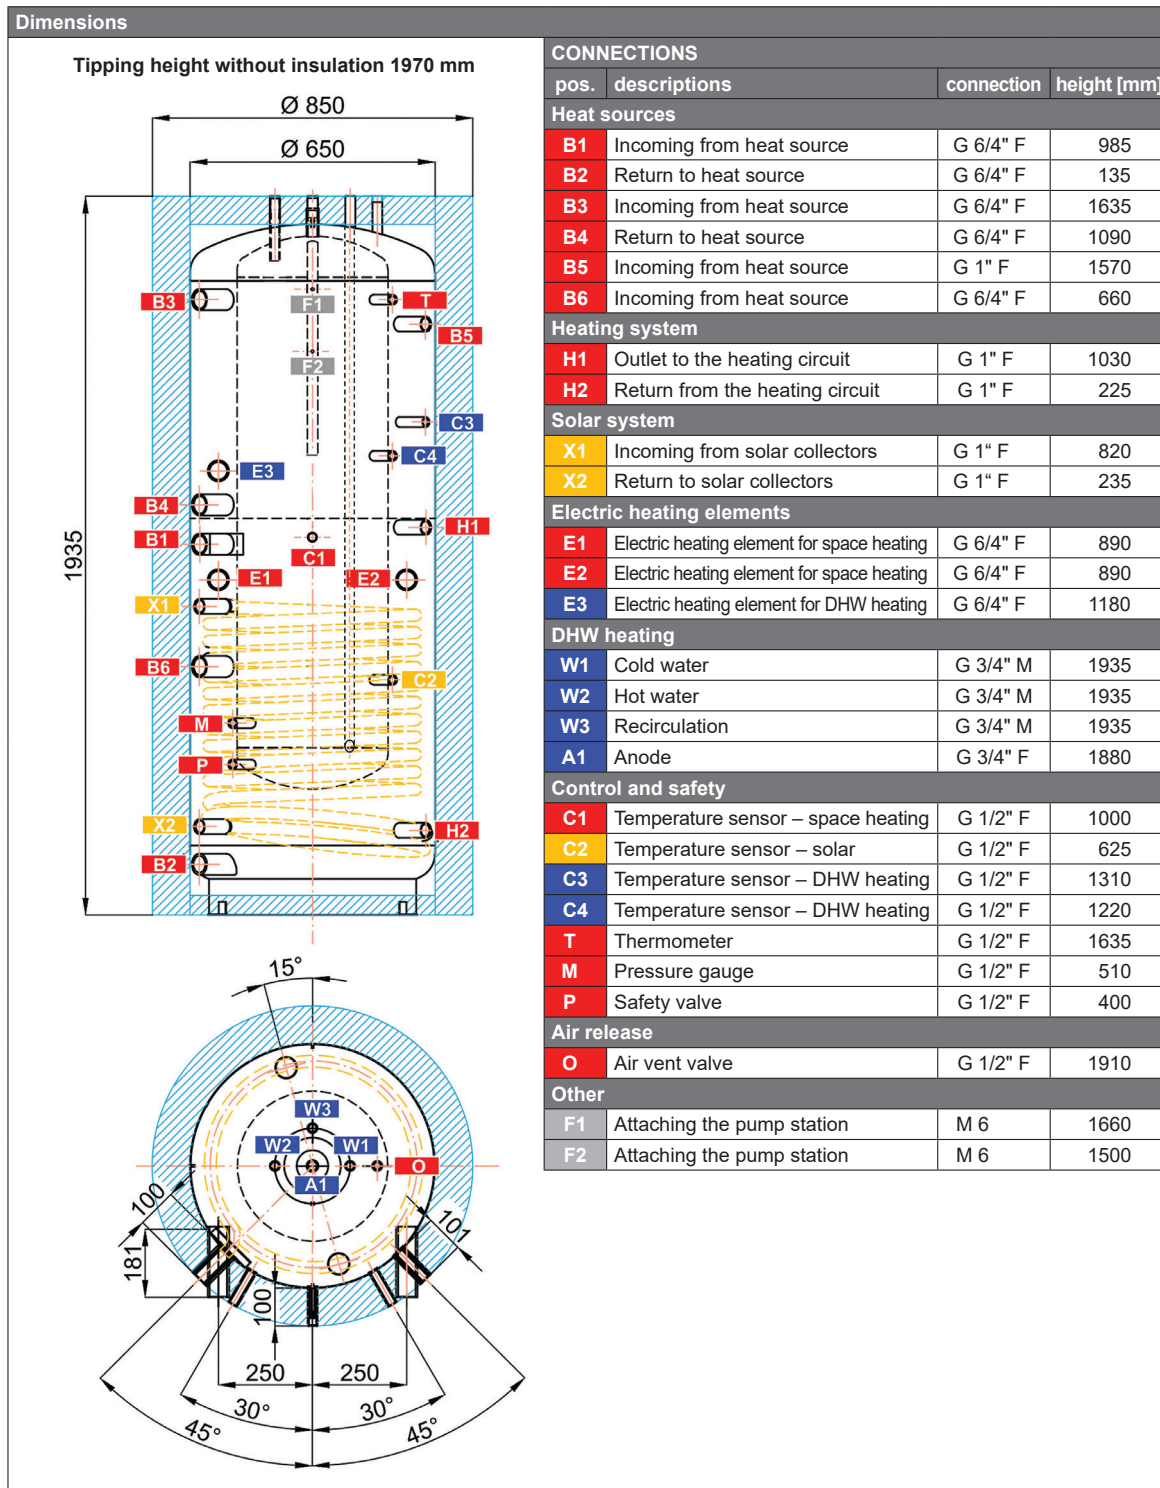 Dimensions
Tipping height without insulation 1970 mm
Ø 850
Ø 650
1935
B3
F1
T
B5
F2
C3
C4
E3
B4
H1
B1
C1
E1
E2
X1
B6
C2
M
P
X2
H2
B2
15°
W3
W2
W1
O
A1
100
101
181
100
250
250
30°
30°
45°
45°
CONNECTIONS
pos. descriptions connection height [mm]
Heat sources
B1 Incoming from heat source G 6/4" F 985
B2 Return to heat source G 6/4" F 135
B3 Incoming from heat source G 6/4" F 1635
B4 Return to heat source G 6/4" F 1090
B5 Incoming from heat source G 1" F 1570
B6 Incoming from heat source G 6/4" F 660
Heating system
H1 Outlet to the heating circuit G 1" F 1030
H2 Return from the heating circuit G 1" F 225
Solar system
X1 Incoming from solar collectors G 1“ F 820
X2 Return to solar collectors G 1“ F 235
Electric heating elements
E1 Electric heating element for space heating G 6/4" F 890
E2 Electric heating element for space heating G 6/4" F 890
E3 Electric heating element for DHW heating G 6/4" F 1180
DHW heating
W1 Cold water G 3/4" M 1935
W2 Hot water G 3/4" M 1935
W3 Recirculation G 3/4" M 1935
A1 Anode G 3/4" F 1880
Control and safety
C1 Temperature sensor – space heating G 1/2" F 1000
C2 Temperature sensor – solar G 1/2" F 625
C3 Temperature sensor – DHW heating G 1/2" F 1310
C4 Temperature sensor – DHW heating G 1/2" F 1220
T Thermometer G 1/2" F 1635
M Pressure gauge G 1/2" F 510
P Safety valve G 1/2" F 400
Air release
O Air vent valve G 1/2" F 1910
Other
F1 Attaching the pump station M 6 1660
F2 Attaching the pump station M 6 1500